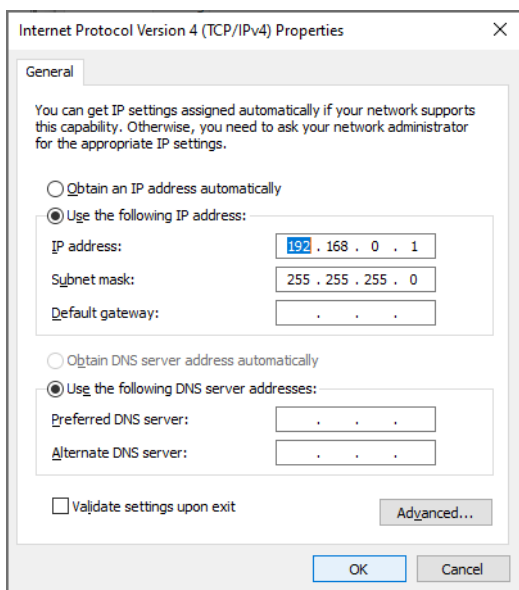 Internet Protocol Version 4 (TCP/IPv4) Properties
General
You can get IP settings assigned automatically if your network supports
this capability. Otherwise, you need to ask your network administrator
for the appropriate IP settings.
Obtain an IP address automatically
Use the following IP address:
IP address: 192 . 168 . 0 . 1
Subnet mask: 255 . 255 . 255 . 0
Default gateway: . . .
Obtain DNS server address automatically
Use the following DNS server addresses:
Preferred DNS server: . . .
Alternate DNS server: . . .
Validate settings upon exit
Advanced...
OK Cancel